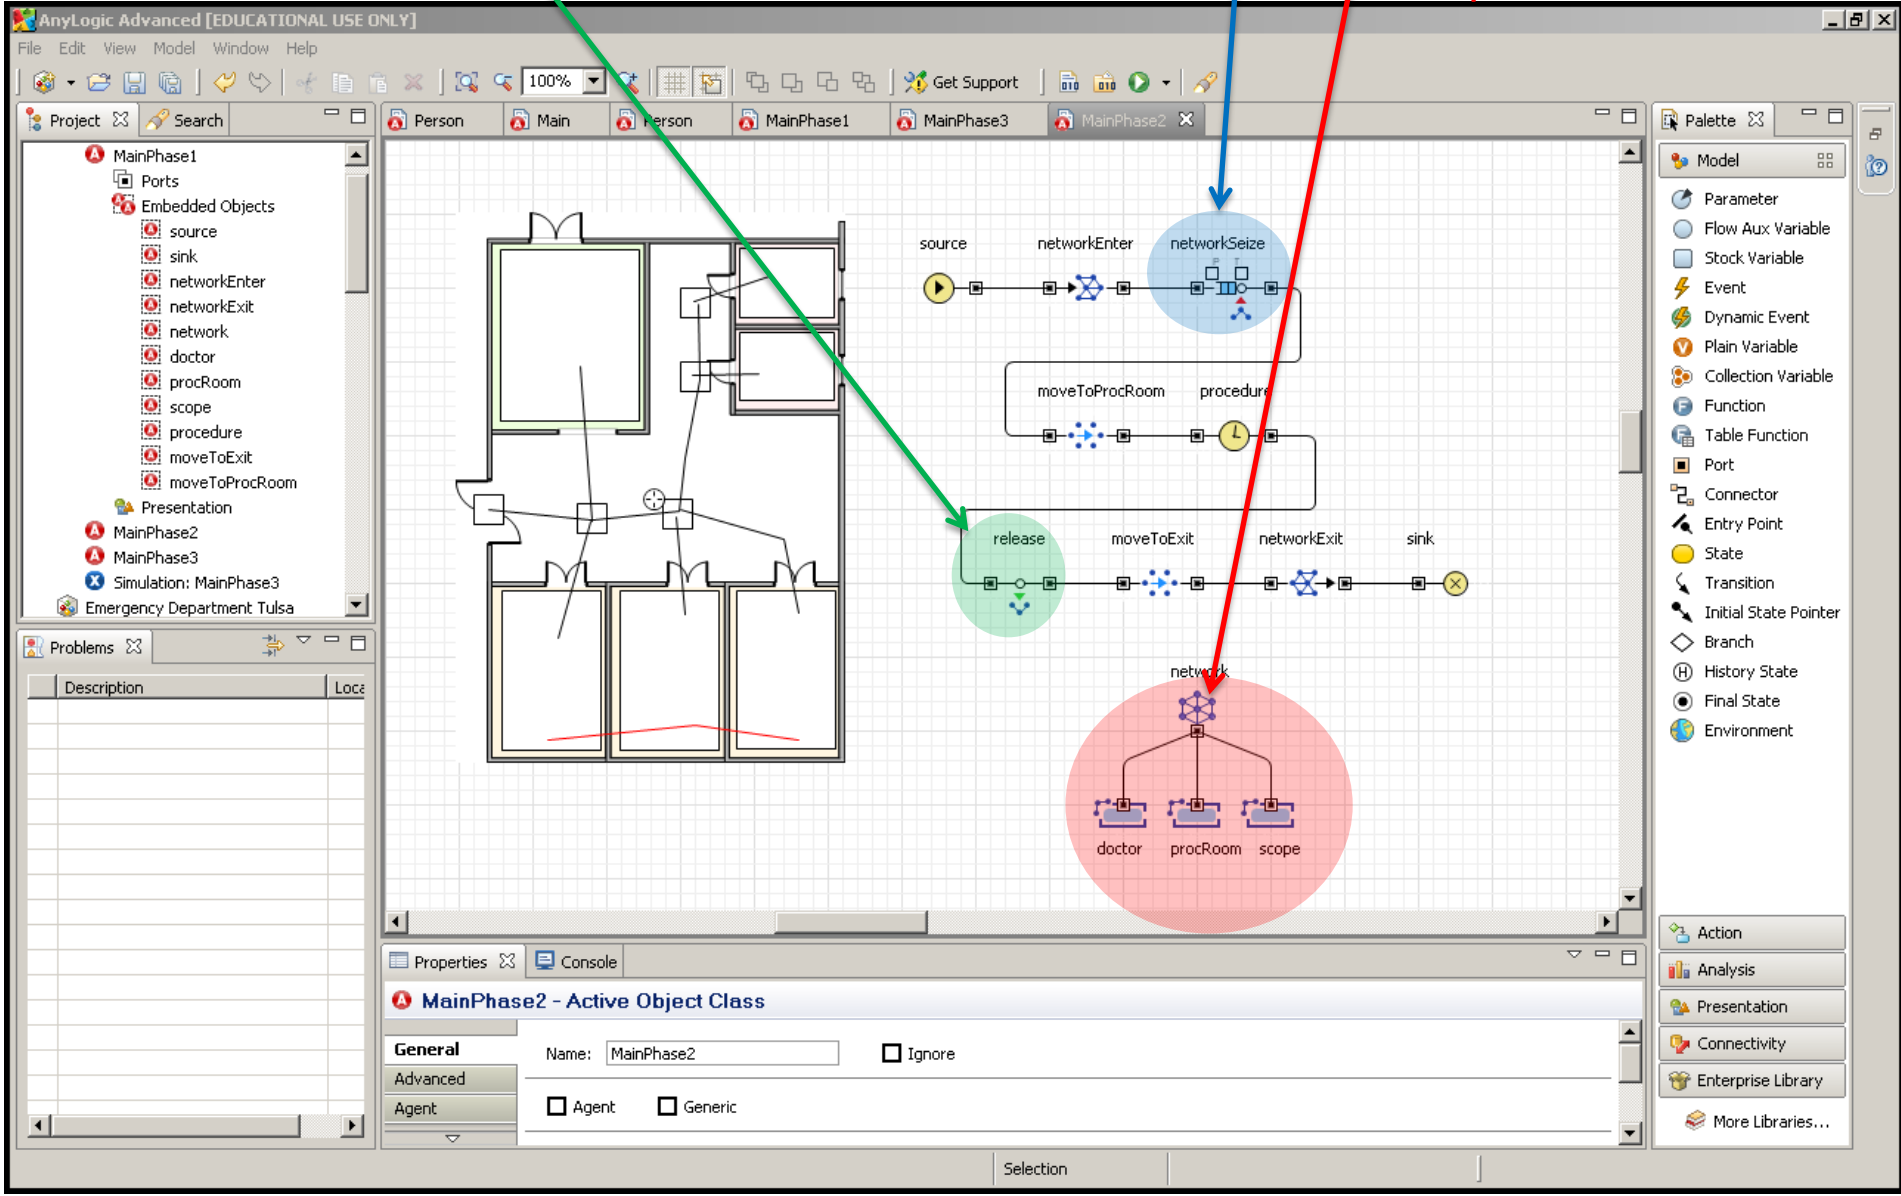 AnyLogic Advanced [EDUCATIONAL USE ONLY]
File Edit View Model Window Help
100% Get Support
Project Search
MainPhase1
Ports
Embedded Objects
source
sink
networkEnter
networkExit
network
doctor
procRoom
scope
procedure
moveToExit
moveToProcRoom
Presentation
MainPhase2
MainPhase3
Simulation: MainPhase3
Emergency Department Tulsa
Problems
Description Loca
Person Main Person MainPhase1 MainPhase3 MainPhase2
source networkEnter networkSeize
P T
moveToProcRoom procedure
release moveToExit networkExit sink
network
doctor procRoom scope
Properties Console
MainPhase2 - Active Object Class
General
Advanced
Agent
Name: MainPhase2 Ignore
Agent Generic
Palette
Model
Parameter
Flow Aux Variable
Stock Variable
Event
Dynamic Event
Plain Variable
Collection Variable
Function
Table Function
Port
Connector
Entry Point
State
Transition
Initial State Pointer
Branch
History State
Final State
Environment
Action
Analysis
Presentation
Connectivity
Enterprise Library
More Libraries...
Selection